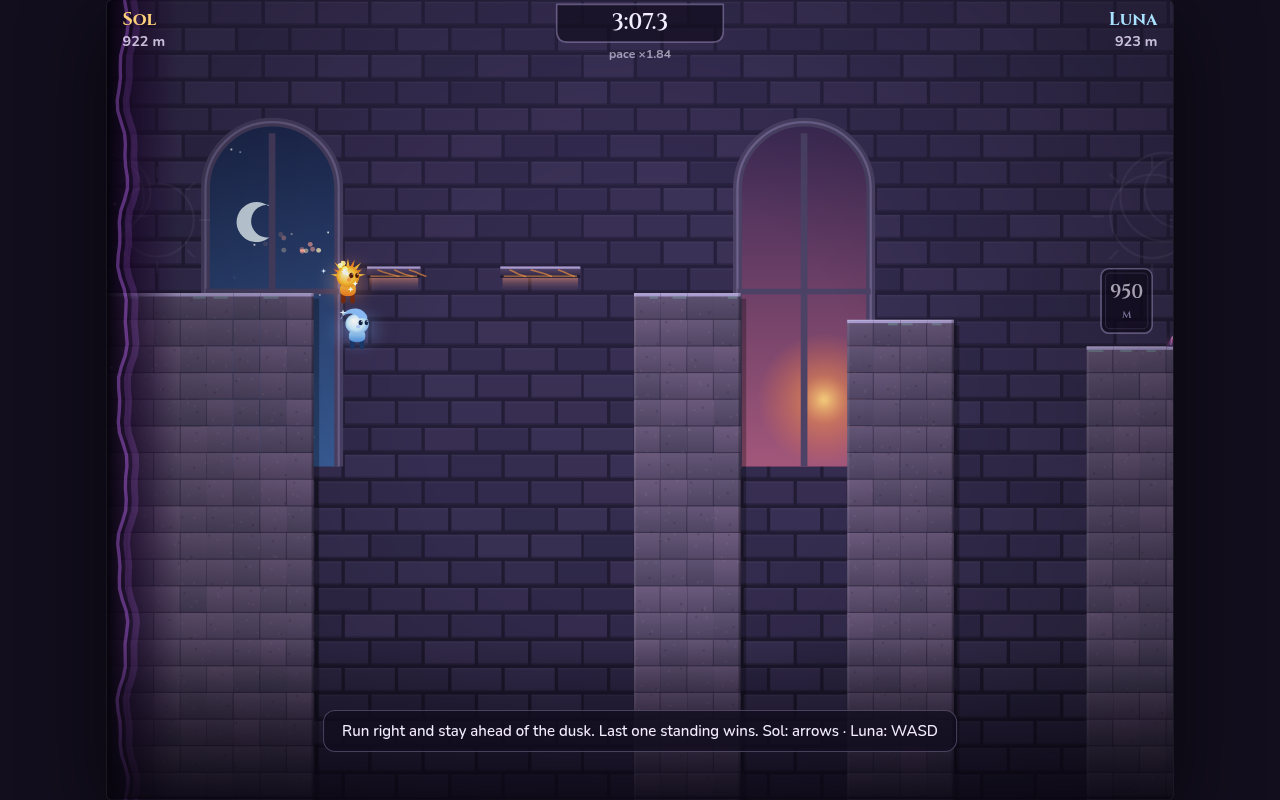 Sol
922 m
3:07.3
pace ×1.84
Luna
923 m
950
M
Run right and stay ahead of the dusk. Last one standing wins. Sol: arrows · Luna: WASD